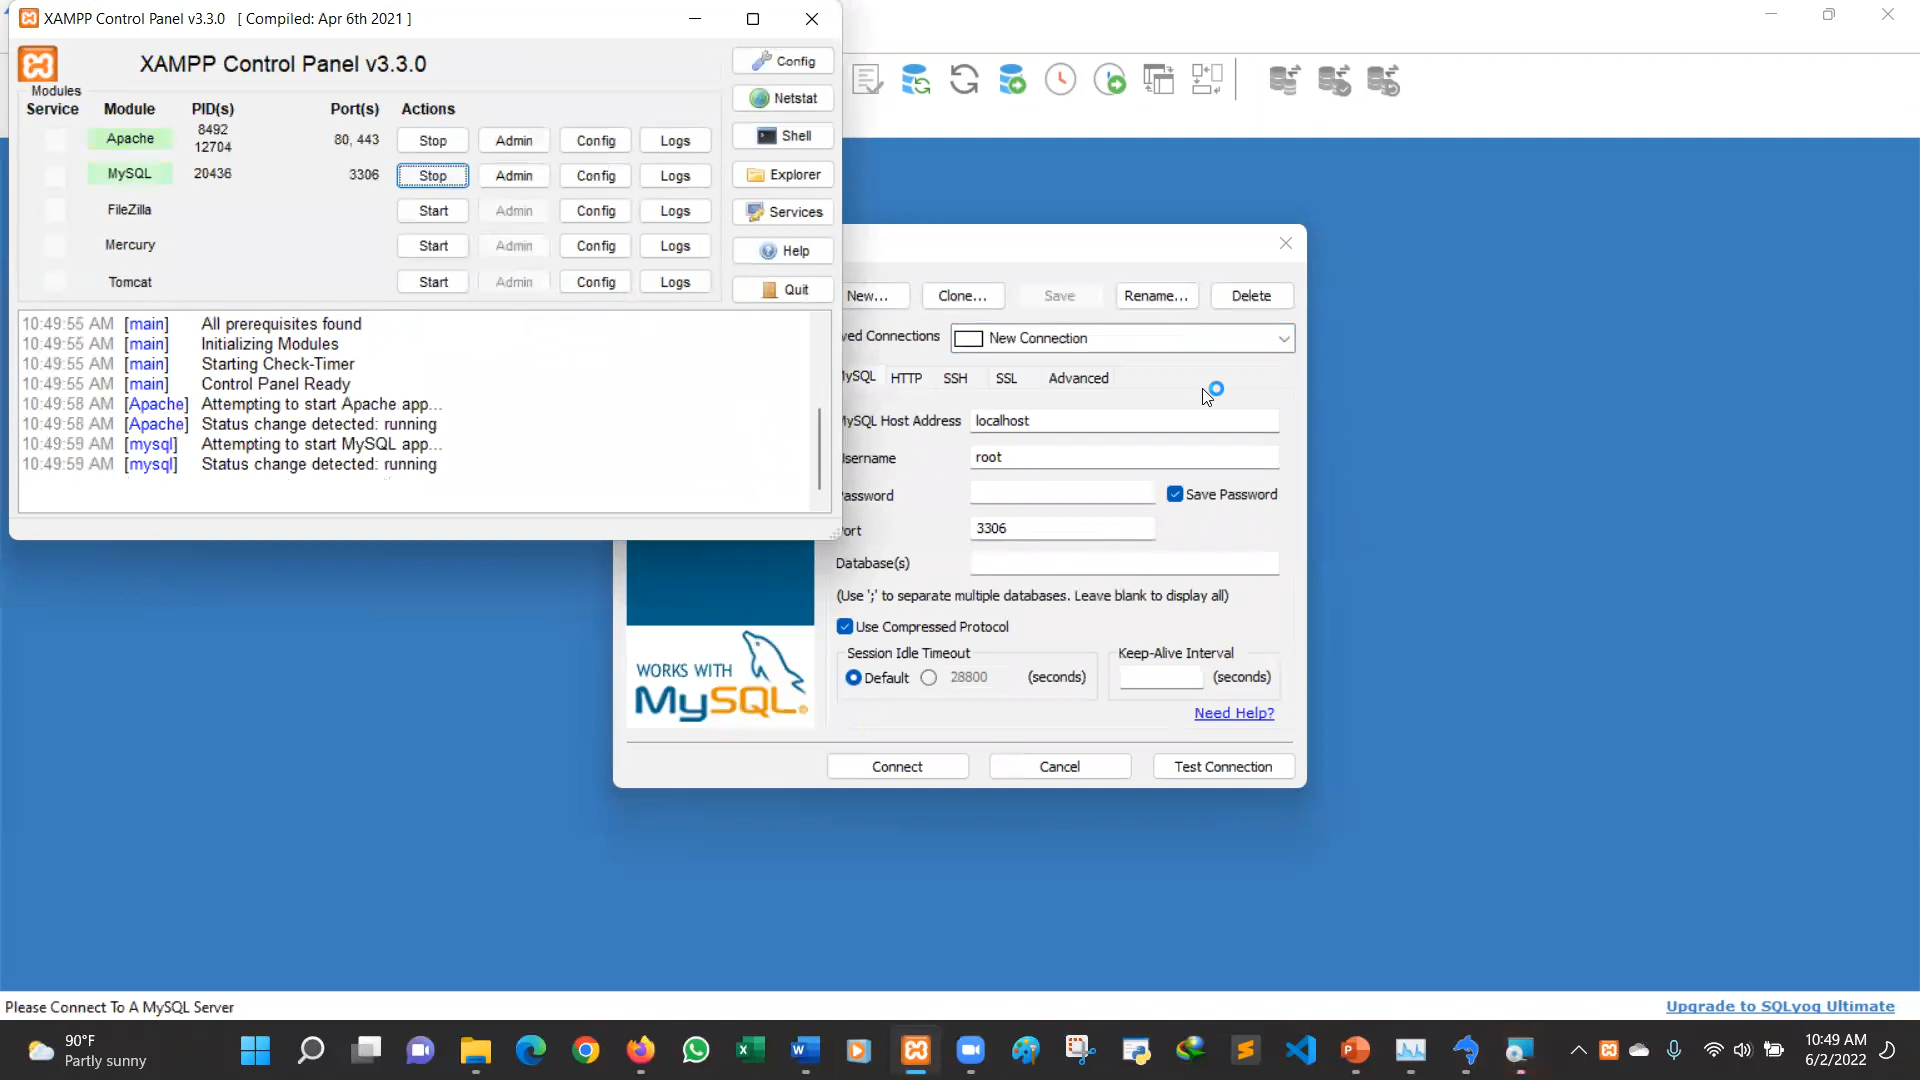 XAMPP Control Panel v3.3.0 [ Compiled: Apr 6th 2021 ]
XAMPP Control Panel v3.3.0
Config
Modules
Service Module PID(s) Port(s) Actions
Netstat
Apache 8492 12704 80, 443 Stop Admin Config Logs
Shell
MySQL 20436 3306 Stop Admin Config Logs
Explorer
FileZilla Start Admin Config Logs
Services
Mercury Start Admin Config Logs
Help
Tomcat Start Admin Config Logs
Quit
10:49:55 AM [main] All prerequisites found
10:49:55 AM [main] Initializing Modules
10:49:55 AM [main] Starting Check-Timer
10:49:55 AM [main] Control Panel Ready
10:49:58 AM [Apache] Attempting to start Apache app...
10:49:58 AM [Apache] Status change detected: running
10:49:59 AM [mysql] Attempting to start MySQL app...
10:49:59 AM [mysql] Status change detected: running
New... Clone... Save Rename... Delete
ved Connections New Connection
MySQL HTTP SSH SSL Advanced
MySQL Host Address localhost
Username root
Password Save Password
Port 3306
Database(s)
(Use ';' to separate multiple databases. Leave blank to display all)
Use Compressed Protocol
Session Idle Timeout Keep-Alive Interval
Default 28800 (seconds) (seconds)
Need Help?
WORKS WITH
MySQL®
Connect Cancel Test Connection
Please Connect To A MySQL Server
Upgrade to SQLyog Ultimate
90°F
Partly sunny
10:49 AM
6/2/2022